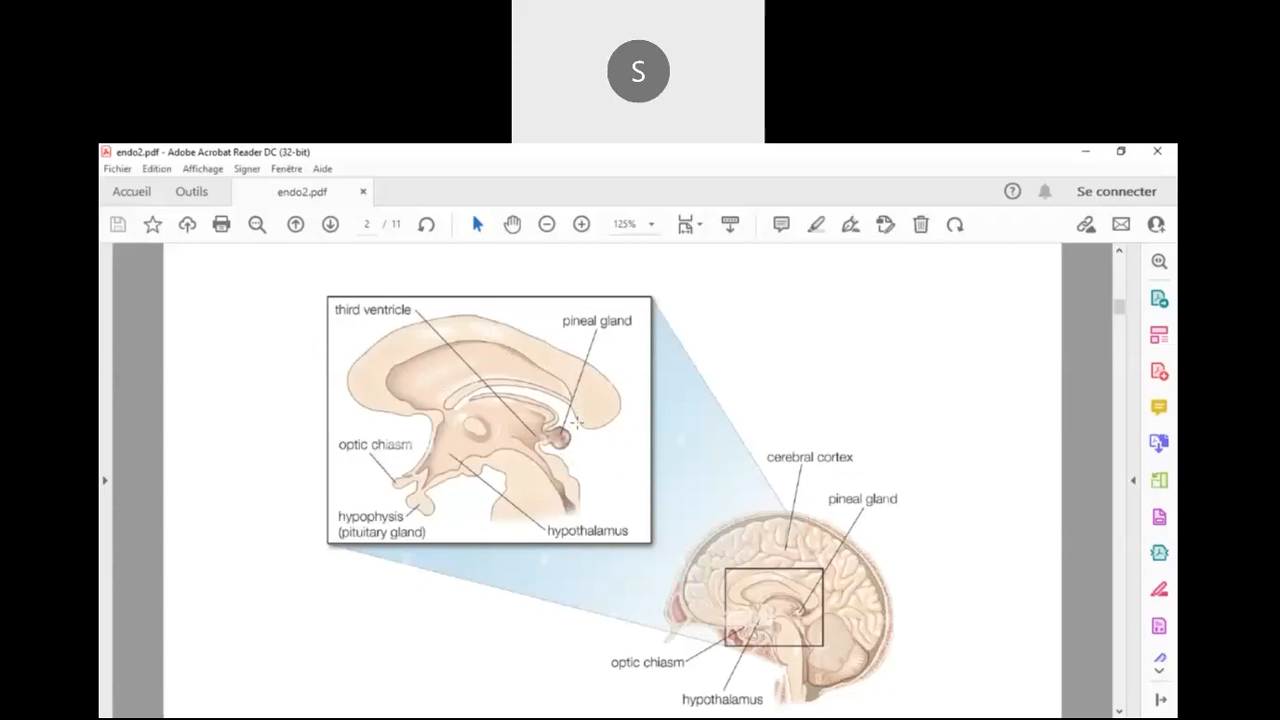 S
endo2.pdf - Adobe Acrobat Reader DC (32-bit)
Fichier Edition Affichage Signer Fenêtre Aide
Accueil Outils endo2.pdf × Se connecter
2 / 11 125%
third ventricle
pineal gland
optic chiasm
hypophysis
(pituitary gland)
hypothalamus
cerebral cortex
pineal gland
optic chiasm
hypothalamus